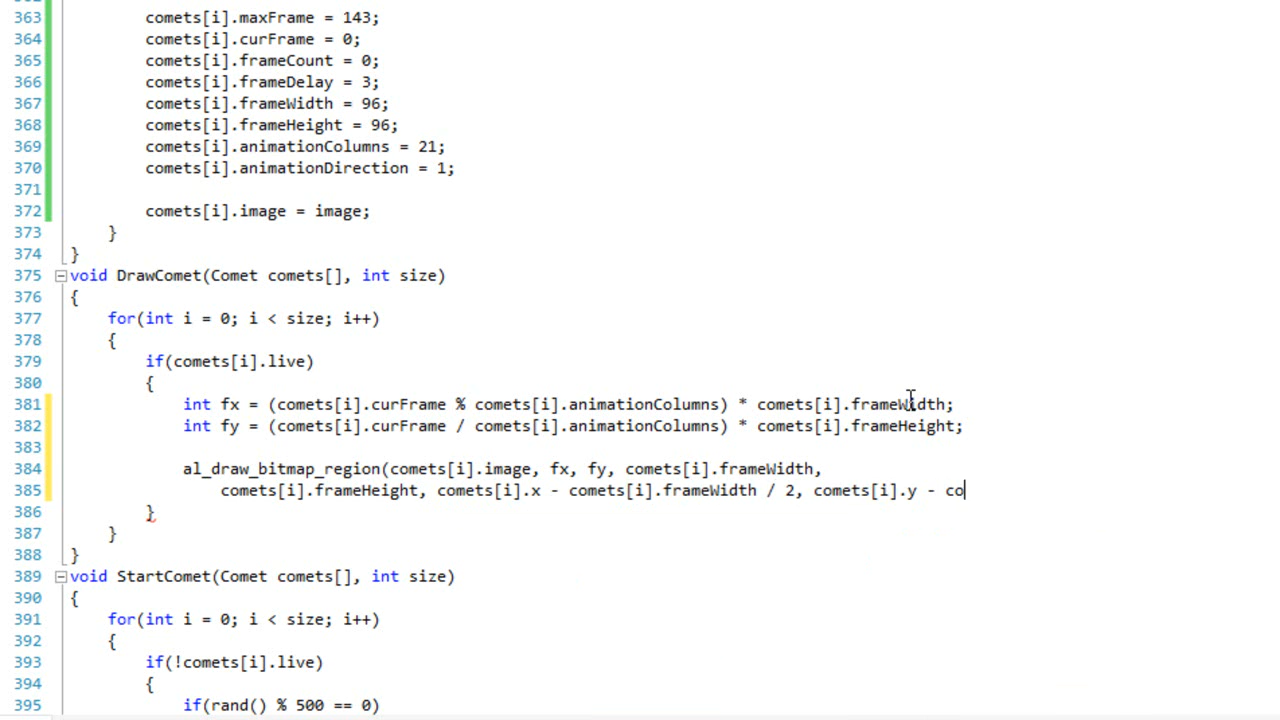 363 comets[i].maxFrame = 143;
364 comets[i].curFrame = 0;
365 comets[i].frameCount = 0;
366 comets[i].frameDelay = 3;
367 comets[i].frameWidth = 96;
368 comets[i].frameHeight = 96;
369 comets[i].animationColumns = 21;
370 comets[i].animationDirection = 1;
371
372 comets[i].image = image;
373 }
374 }
375 void DrawComet(Comet comets[], int size)
376 {
377 for(int i = 0; i < size; i++)
378 {
379 if(comets[i].live)
380 {
381 int fx = (comets[i].curFrame % comets[i].animationColumns) * comets[i].frameWidth;
382 int fy = (comets[i].curFrame / comets[i].animationColumns) * comets[i].frameHeight;
383
384 al_draw_bitmap_region(comets[i].image, fx, fy, comets[i].frameWidth,
385 comets[i].frameHeight, comets[i].x - comets[i].frameWidth / 2, comets[i].y - co
386 }
387 }
388 }
389 void StartComet(Comet comets[], int size)
390 {
391 for(int i = 0; i < size; i++)
392 {
393 if(!comets[i].live)
394 {
395 if(rand() % 500 == 0)